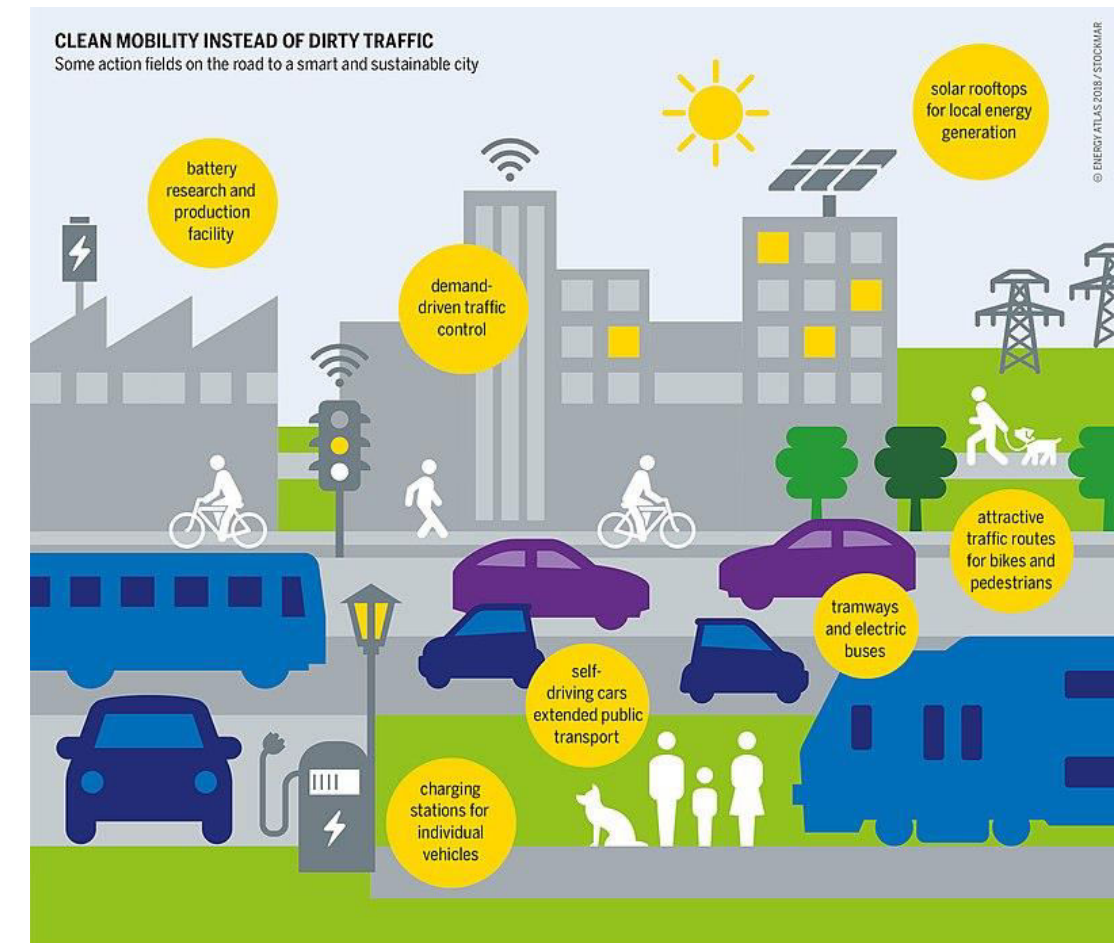 CLEAN MOBILITY INSTEAD OF DIRTY TRAFFIC
Some action fields on the road to a smart and sustainable city
© ENERGY ATLAS 2018 / STOCKMAR
solar rooftops
for local energy
generation
battery
research and
production
facility
demand-
driven traffic
control
attractive
traffic routes
for bikes and
pedestrians
tramways
and electric
buses
self-
driving cars
extended public
transport
charging
stations for
individual
vehicles